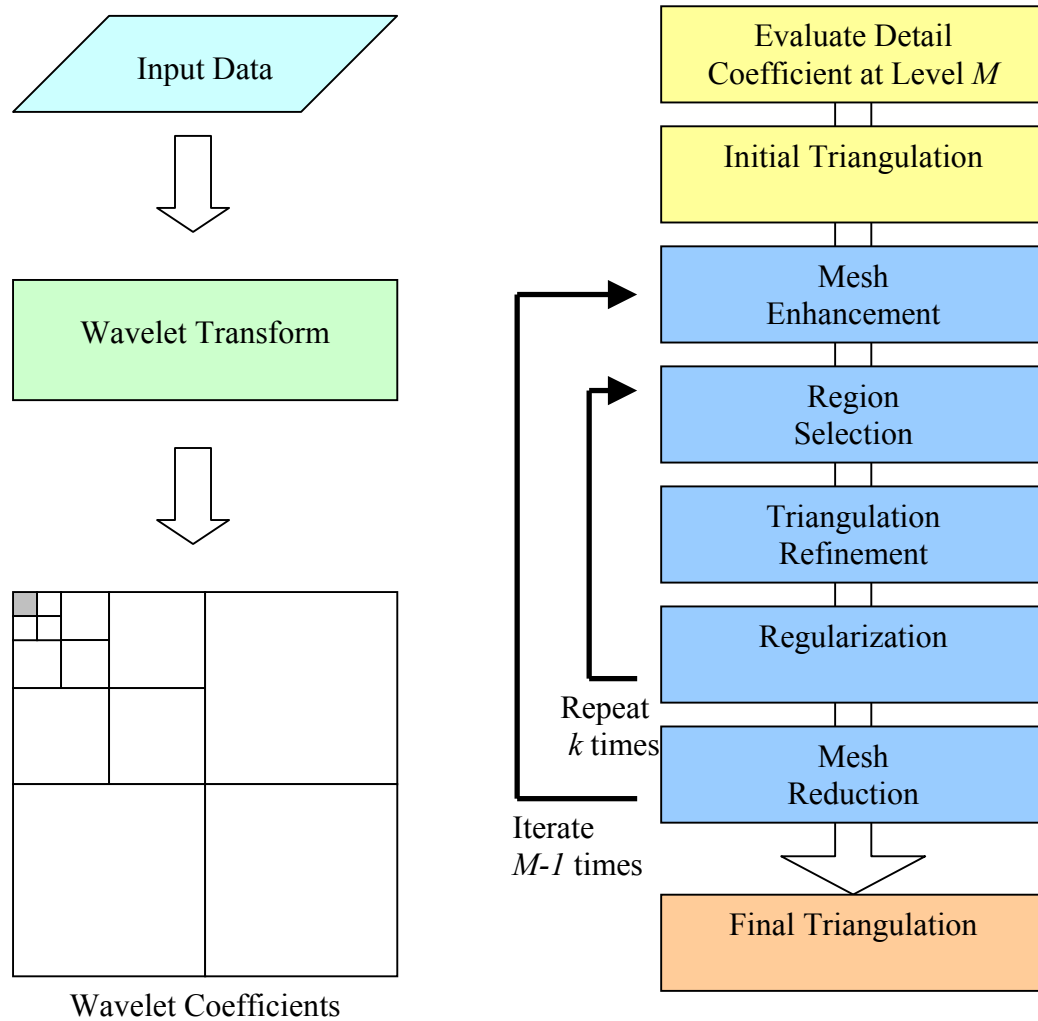 Input Data
Wavelet Transform
Wavelet Coefficients
Evaluate Detail
Coefficient at Level M
Initial Triangulation
Mesh
Enhancement
Region
Selection
Triangulation
Refinement
Regularization
Repeat
k times
Mesh
Reduction
Iterate
M-1 times
Final Triangulation